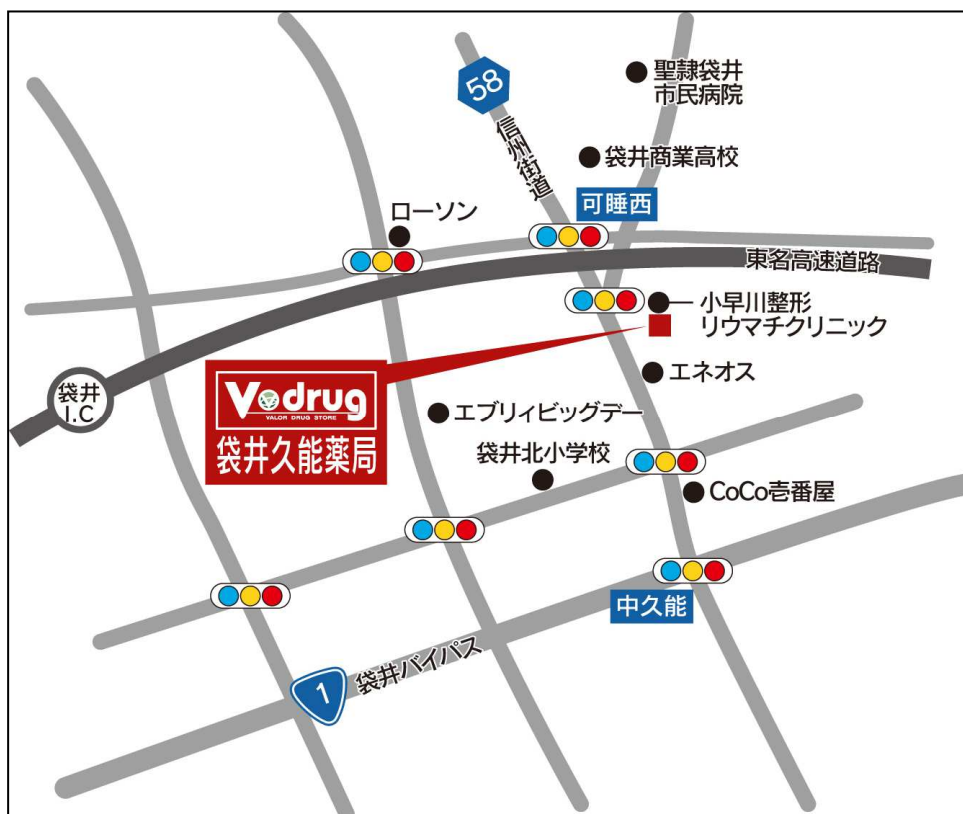 58
信州街道
聖隷袋井
市民病院
袋井商業高校
可睡西
ローソン
東名高速道路
小早川整形
リウマチクリニック
袋井
I.C
エネオス
V・drug
VALOR DRUG STORE
袋井久能薬局
エブリィビッグデー
袋井北小学校
CoCo壱番屋
中久能
1
袋井バイパス